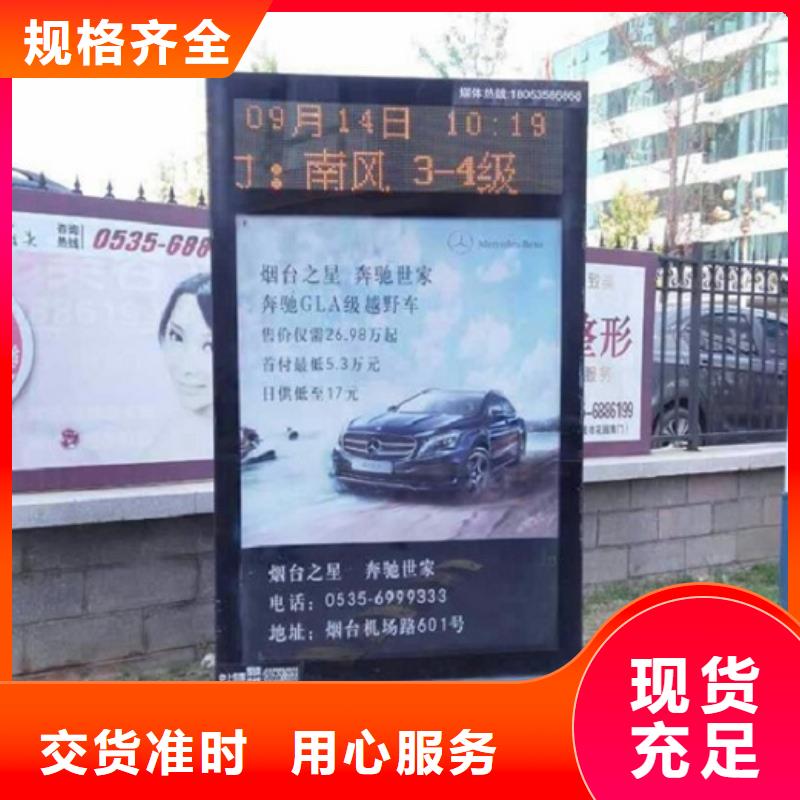 规格齐全
媒体热线:18053585868
09月14日 10:19
南风 3-4级
咨询
热线 0535-688
Mercedes-Benz
烟台之星 奔驰世家
奔驰GLA级越野车
售价仅需26.98万起
首付最低5.3万元
日供低至17元
整形
服务
-6886199
烟台之星 奔驰世家
电话:0535-6999333
地址:烟台机场路601号
现货
充足
交货准时 用心服务